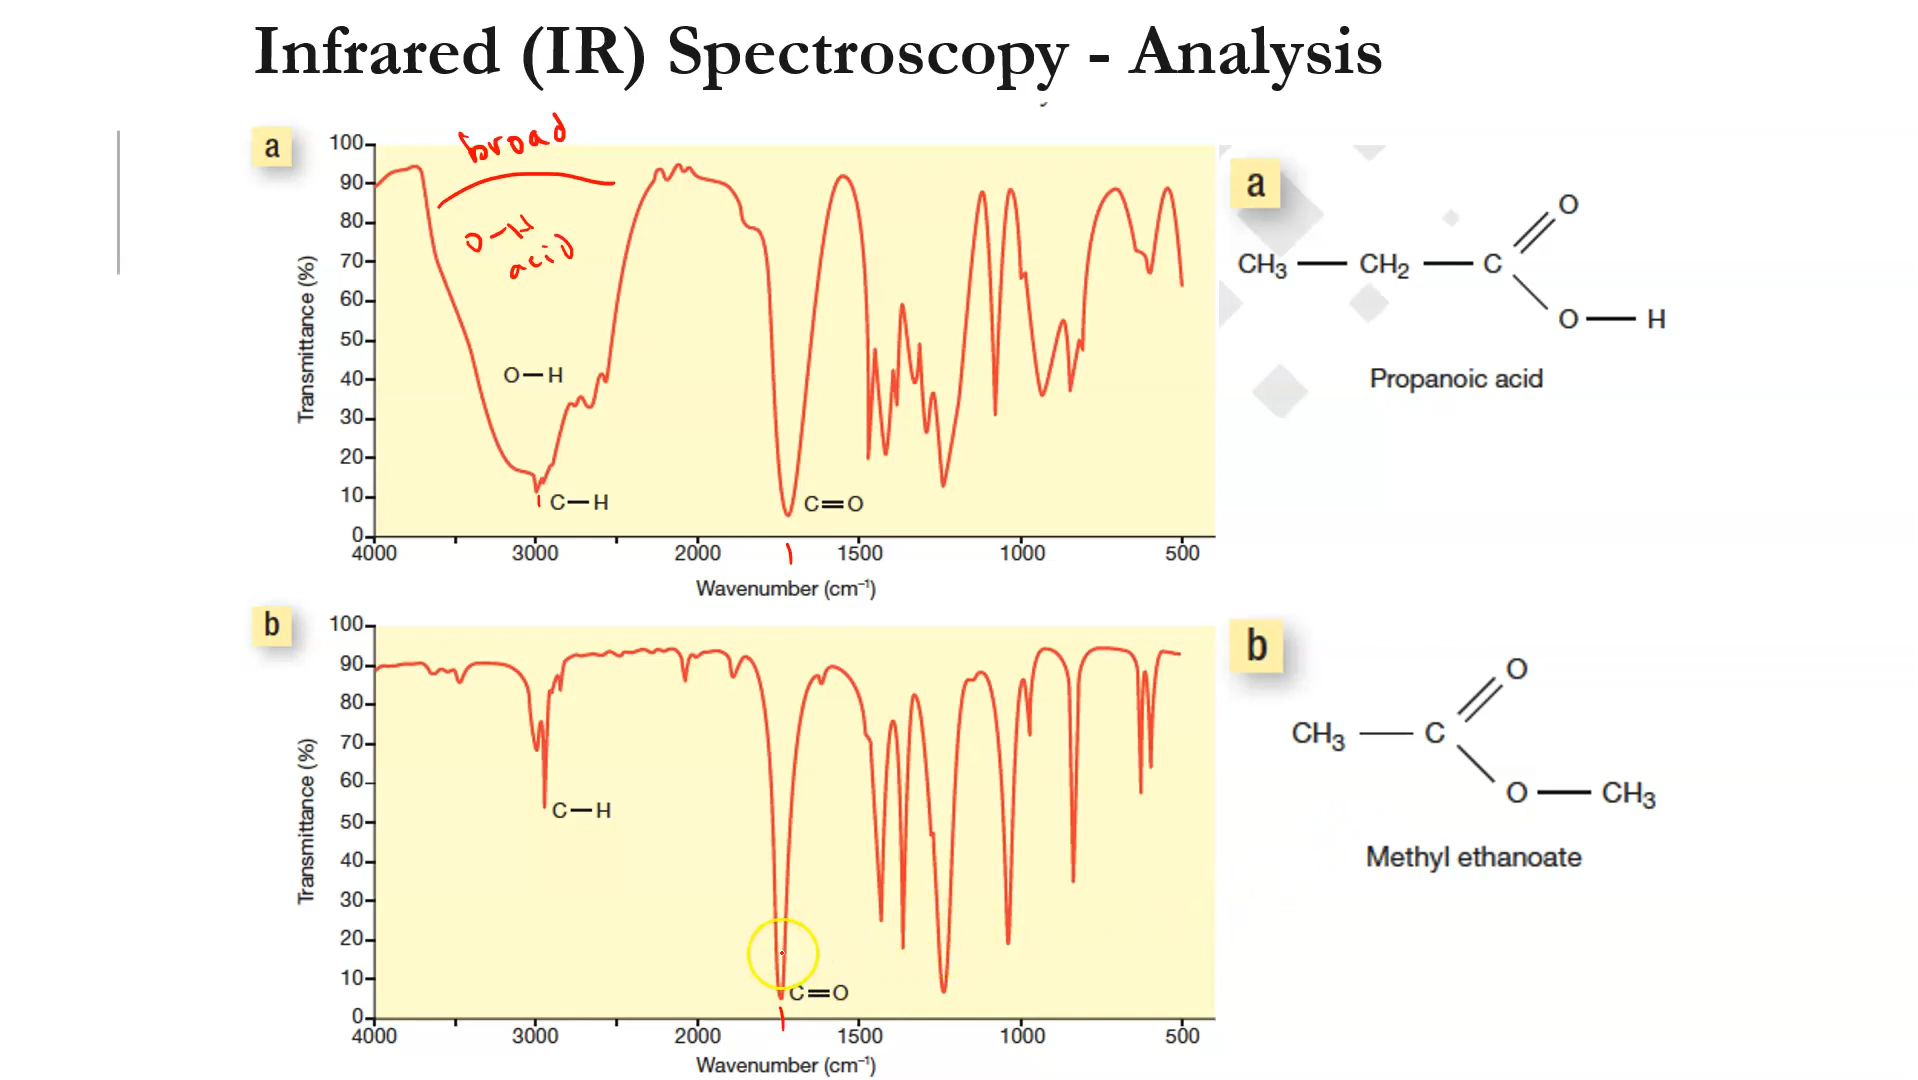 Infrared (IR) Spectroscopy - Analysis
a
broad
O-H
acid
100
90
80
70
60
50
40
30
20
10
0
Transmittance (%)
O—H
C—H
C=O
4000
3000
2000
1500
1000
500
Wavenumber (cm⁻¹)
a
O
CH₃ — CH₂ — C
O — H
Propanoic acid
b
100
90
80
70
60
50
40
30
20
10
0
Transmittance (%)
C—H
C=O
4000
3000
2000
1500
1000
500
Wavenumber (cm⁻¹)
b
O
CH₃ — C
O — CH₃
Methyl ethanoate